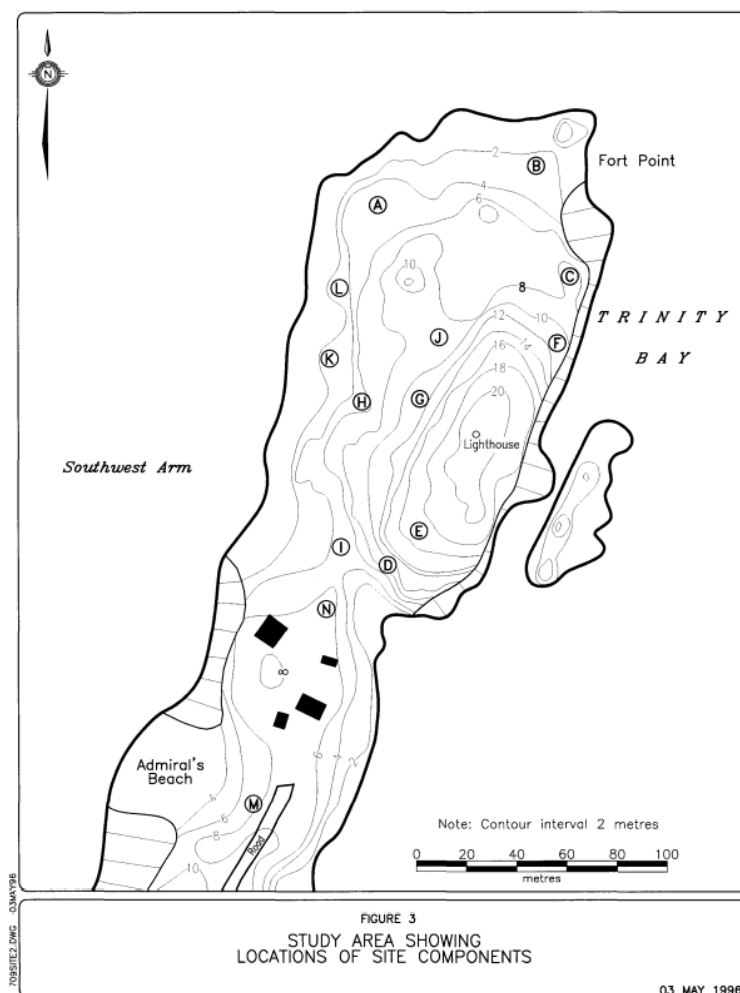 N
2
B
Fort Point
4
A
6
C
10
L
8
TRINITY
12
10
J
F
16
14
K
BAY
18
20
H
G
Lighthouse
Southwest Arm
E
I
D
N
8
6
4
2
Admiral's
Beach
4
6
M
8
Note: Contour interval 2 metres
Road
10
0 20 40 60 80 100
metres
709SITE2.DWG 03MAY96
FIGURE 3
STUDY AREA SHOWING
LOCATIONS OF SITE COMPONENTS
03 MAY 1996